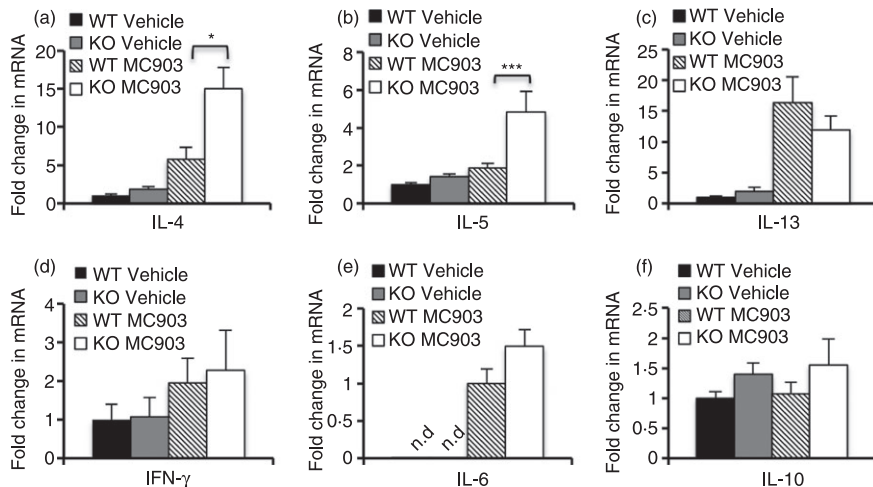 (a)
WT Vehicle
KO Vehicle
WT MC903
KO MC903
*
Fold change in mRNA
20
15
10
5
0
IL-4
(b)
WT Vehicle
KO Vehicle
WT MC903
KO MC903
***
Fold change in mRNA
8
6
4
2
0
IL-5
(c)
WT Vehicle
KO Vehicle
WT MC903
KO MC903
Fold change in mRNA
25
20
15
10
5
0
IL-13
(d)
WT Vehicle
KO Vehicle
WT MC903
KO MC903
Fold change in mRNA
4
3
2
1
0
IFN-γ
(e)
WT Vehicle
KO Vehicle
WT MC903
KO MC903
Fold change in mRNA
2
1·5
1
0·5
0
n.d
n.d
IL-6
(f)
WT Vehicle
KO Vehicle
WT MC903
KO MC903
Fold change in mRNA
2·5
2
1·5
1
0·5
0
IL-10